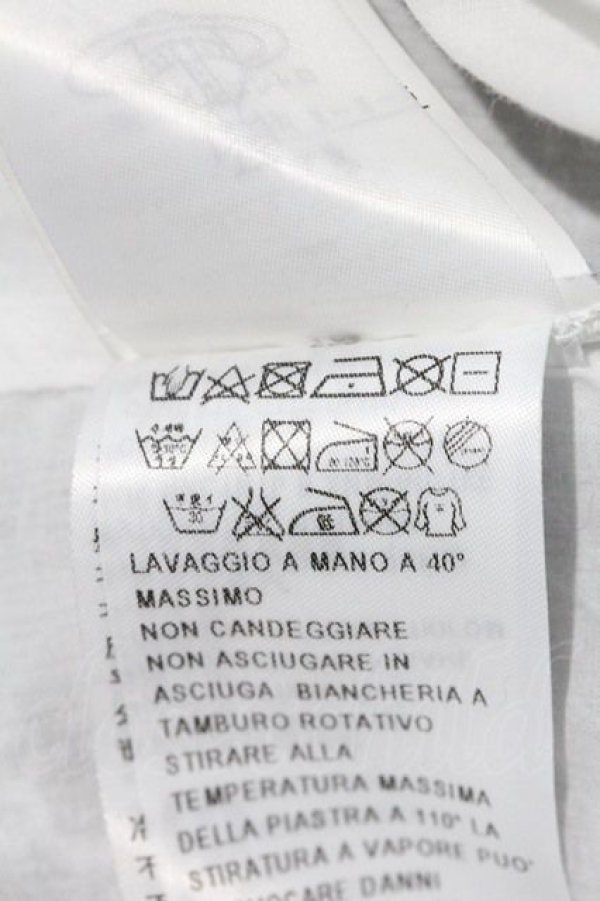 LAVAGGIO A MANO A 40°
MASSIMO
NON CANDEGGIARE
NON ASCIUGARE IN
ASCIUGA BIANCHERIA A
TAMBURO ROTATIVO
STIRARE ALLA
TEMPERATURA MASSIMA
DELLA PIASTRA A 110° LA
STIRATURA A VAPORE PUO'
DANNI